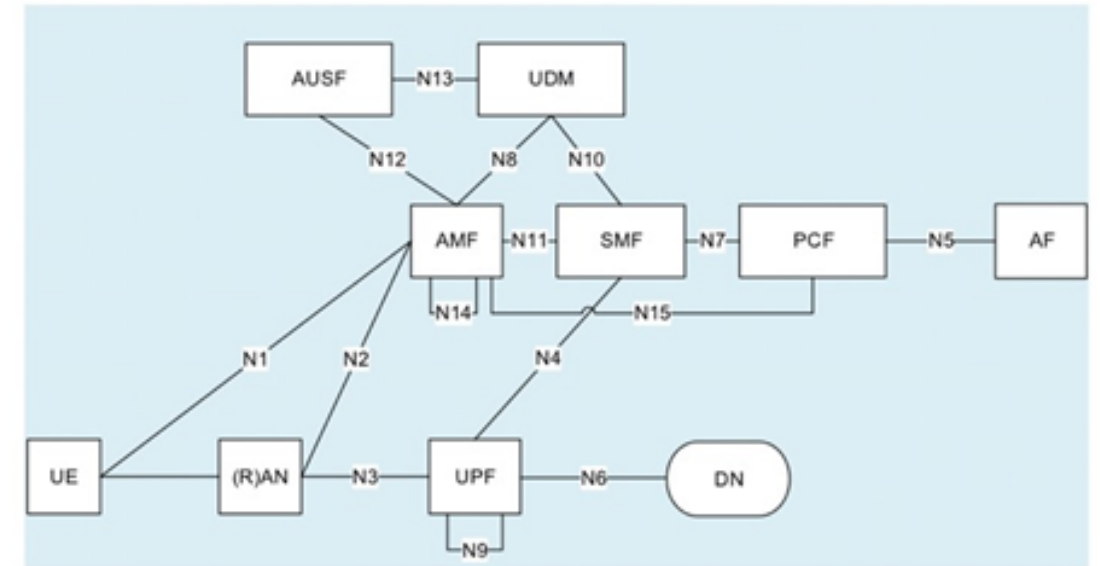 AUSF
N13
UDM
N12
N8
N10
AMF
N11
SMF
N7
PCF
N5
AF
N14
N15
N1
N2
N4
UE
(R)AN
N3
UPF
N6
DN
N9